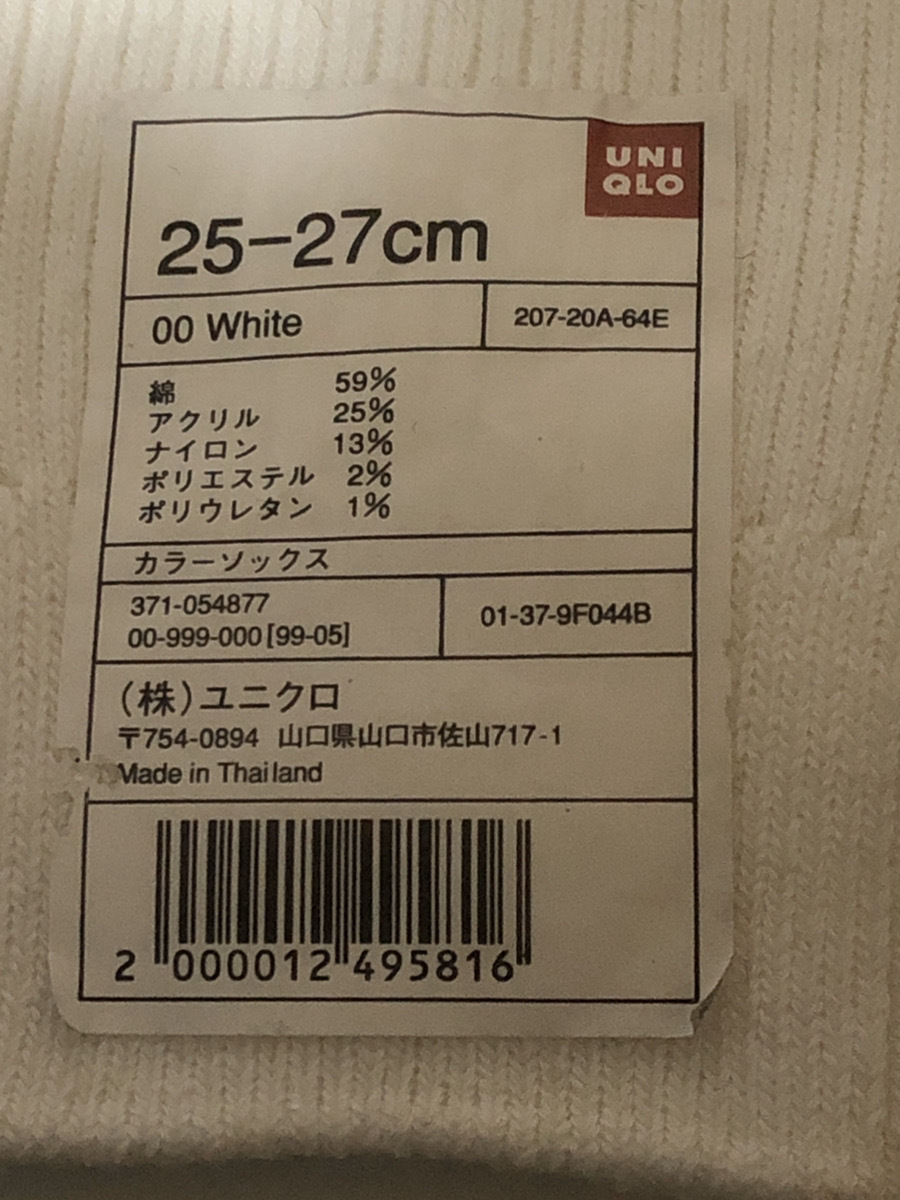 UNI
QLO
25-27cm
00 White 207-20A-64E
綿 59%
アクリル 25%
ナイロン 13%
ポリエステル 2%
ポリウレタン 1%
カラーソックス
371-054877
00-999-000[99-05] 01-37-9F044B
(株)ユニクロ
〒754-0894 山口県山口市佐山717-1
Made in Thailand
2 000012 495816